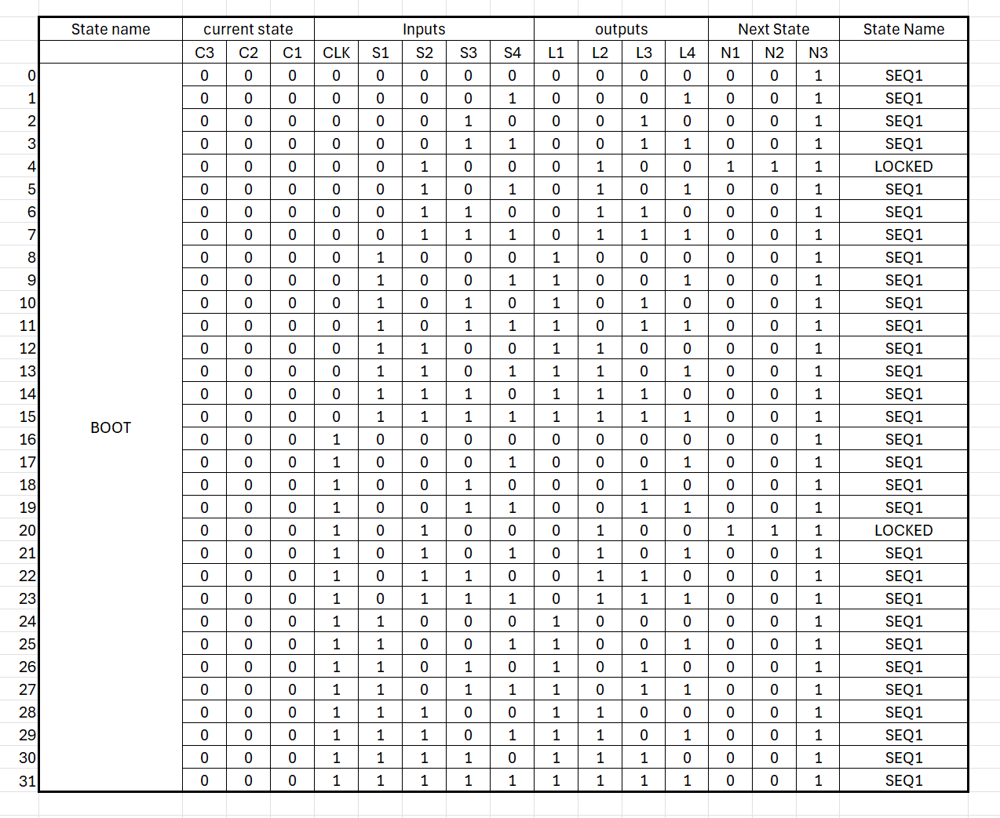 State name current state Inputs outputs Next State State Name
C3 C2 C1 CLK S1 S2 S3 S4 L1 L2 L3 L4 N1 N2 N3
0 0 0 0 0 0 0 0 0 0 0 0 0 0 0 1 SEQ1
1 0 0 0 0 0 0 0 1 0 0 0 1 0 0 1 SEQ1
2 0 0 0 0 0 0 1 0 0 0 1 0 0 0 1 SEQ1
3 0 0 0 0 0 0 1 1 0 0 1 1 0 0 1 SEQ1
4 0 0 0 0 0 1 0 0 0 1 0 0 1 1 1 LOCKED
5 0 0 0 0 0 1 0 1 0 1 0 1 0 0 1 SEQ1
6 0 0 0 0 0 1 1 0 0 1 1 0 0 0 1 SEQ1
7 0 0 0 0 0 1 1 1 0 1 1 1 0 0 1 SEQ1
8 0 0 0 0 1 0 0 0 1 0 0 0 0 0 1 SEQ1
9 0 0 0 0 1 0 0 1 1 0 0 1 0 0 1 SEQ1
10 0 0 0 0 1 0 1 0 1 0 1 0 0 0 1 SEQ1
11 0 0 0 0 1 0 1 1 1 0 1 1 0 0 1 SEQ1
12 0 0 0 0 1 1 0 0 1 1 0 0 0 0 1 SEQ1
13 0 0 0 0 1 1 0 1 1 1 0 1 0 0 1 SEQ1
14 0 0 0 0 1 1 1 0 1 1 1 0 0 0 1 SEQ1
15 0 0 0 0 1 1 1 1 1 1 1 1 0 0 1 SEQ1
BOOT
16 0 0 0 1 0 0 0 0 0 0 0 0 0 0 1 SEQ1
17 0 0 0 1 0 0 0 1 0 0 0 1 0 0 1 SEQ1
18 0 0 0 1 0 0 1 0 0 0 1 0 0 0 1 SEQ1
19 0 0 0 1 0 0 1 1 0 0 1 1 0 0 1 SEQ1
20 0 0 0 1 0 1 0 0 0 1 0 0 1 1 1 LOCKED
21 0 0 0 1 0 1 0 1 0 1 0 1 0 0 1 SEQ1
22 0 0 0 1 0 1 1 0 0 1 1 0 0 0 1 SEQ1
23 0 0 0 1 0 1 1 1 0 1 1 1 0 0 1 SEQ1
24 0 0 0 1 1 0 0 0 1 0 0 0 0 0 1 SEQ1
25 0 0 0 1 1 0 0 1 1 0 0 1 0 0 1 SEQ1
26 0 0 0 1 1 0 1 0 1 0 1 0 0 0 1 SEQ1
27 0 0 0 1 1 0 1 1 1 0 1 1 0 0 1 SEQ1
28 0 0 0 1 1 1 0 0 1 1 0 0 0 0 1 SEQ1
29 0 0 0 1 1 1 0 1 1 1 0 1 0 0 1 SEQ1
30 0 0 0 1 1 1 1 0 1 1 1 0 0 0 1 SEQ1
31 0 0 0 1 1 1 1 1 1 1 1 1 0 0 1 SEQ1